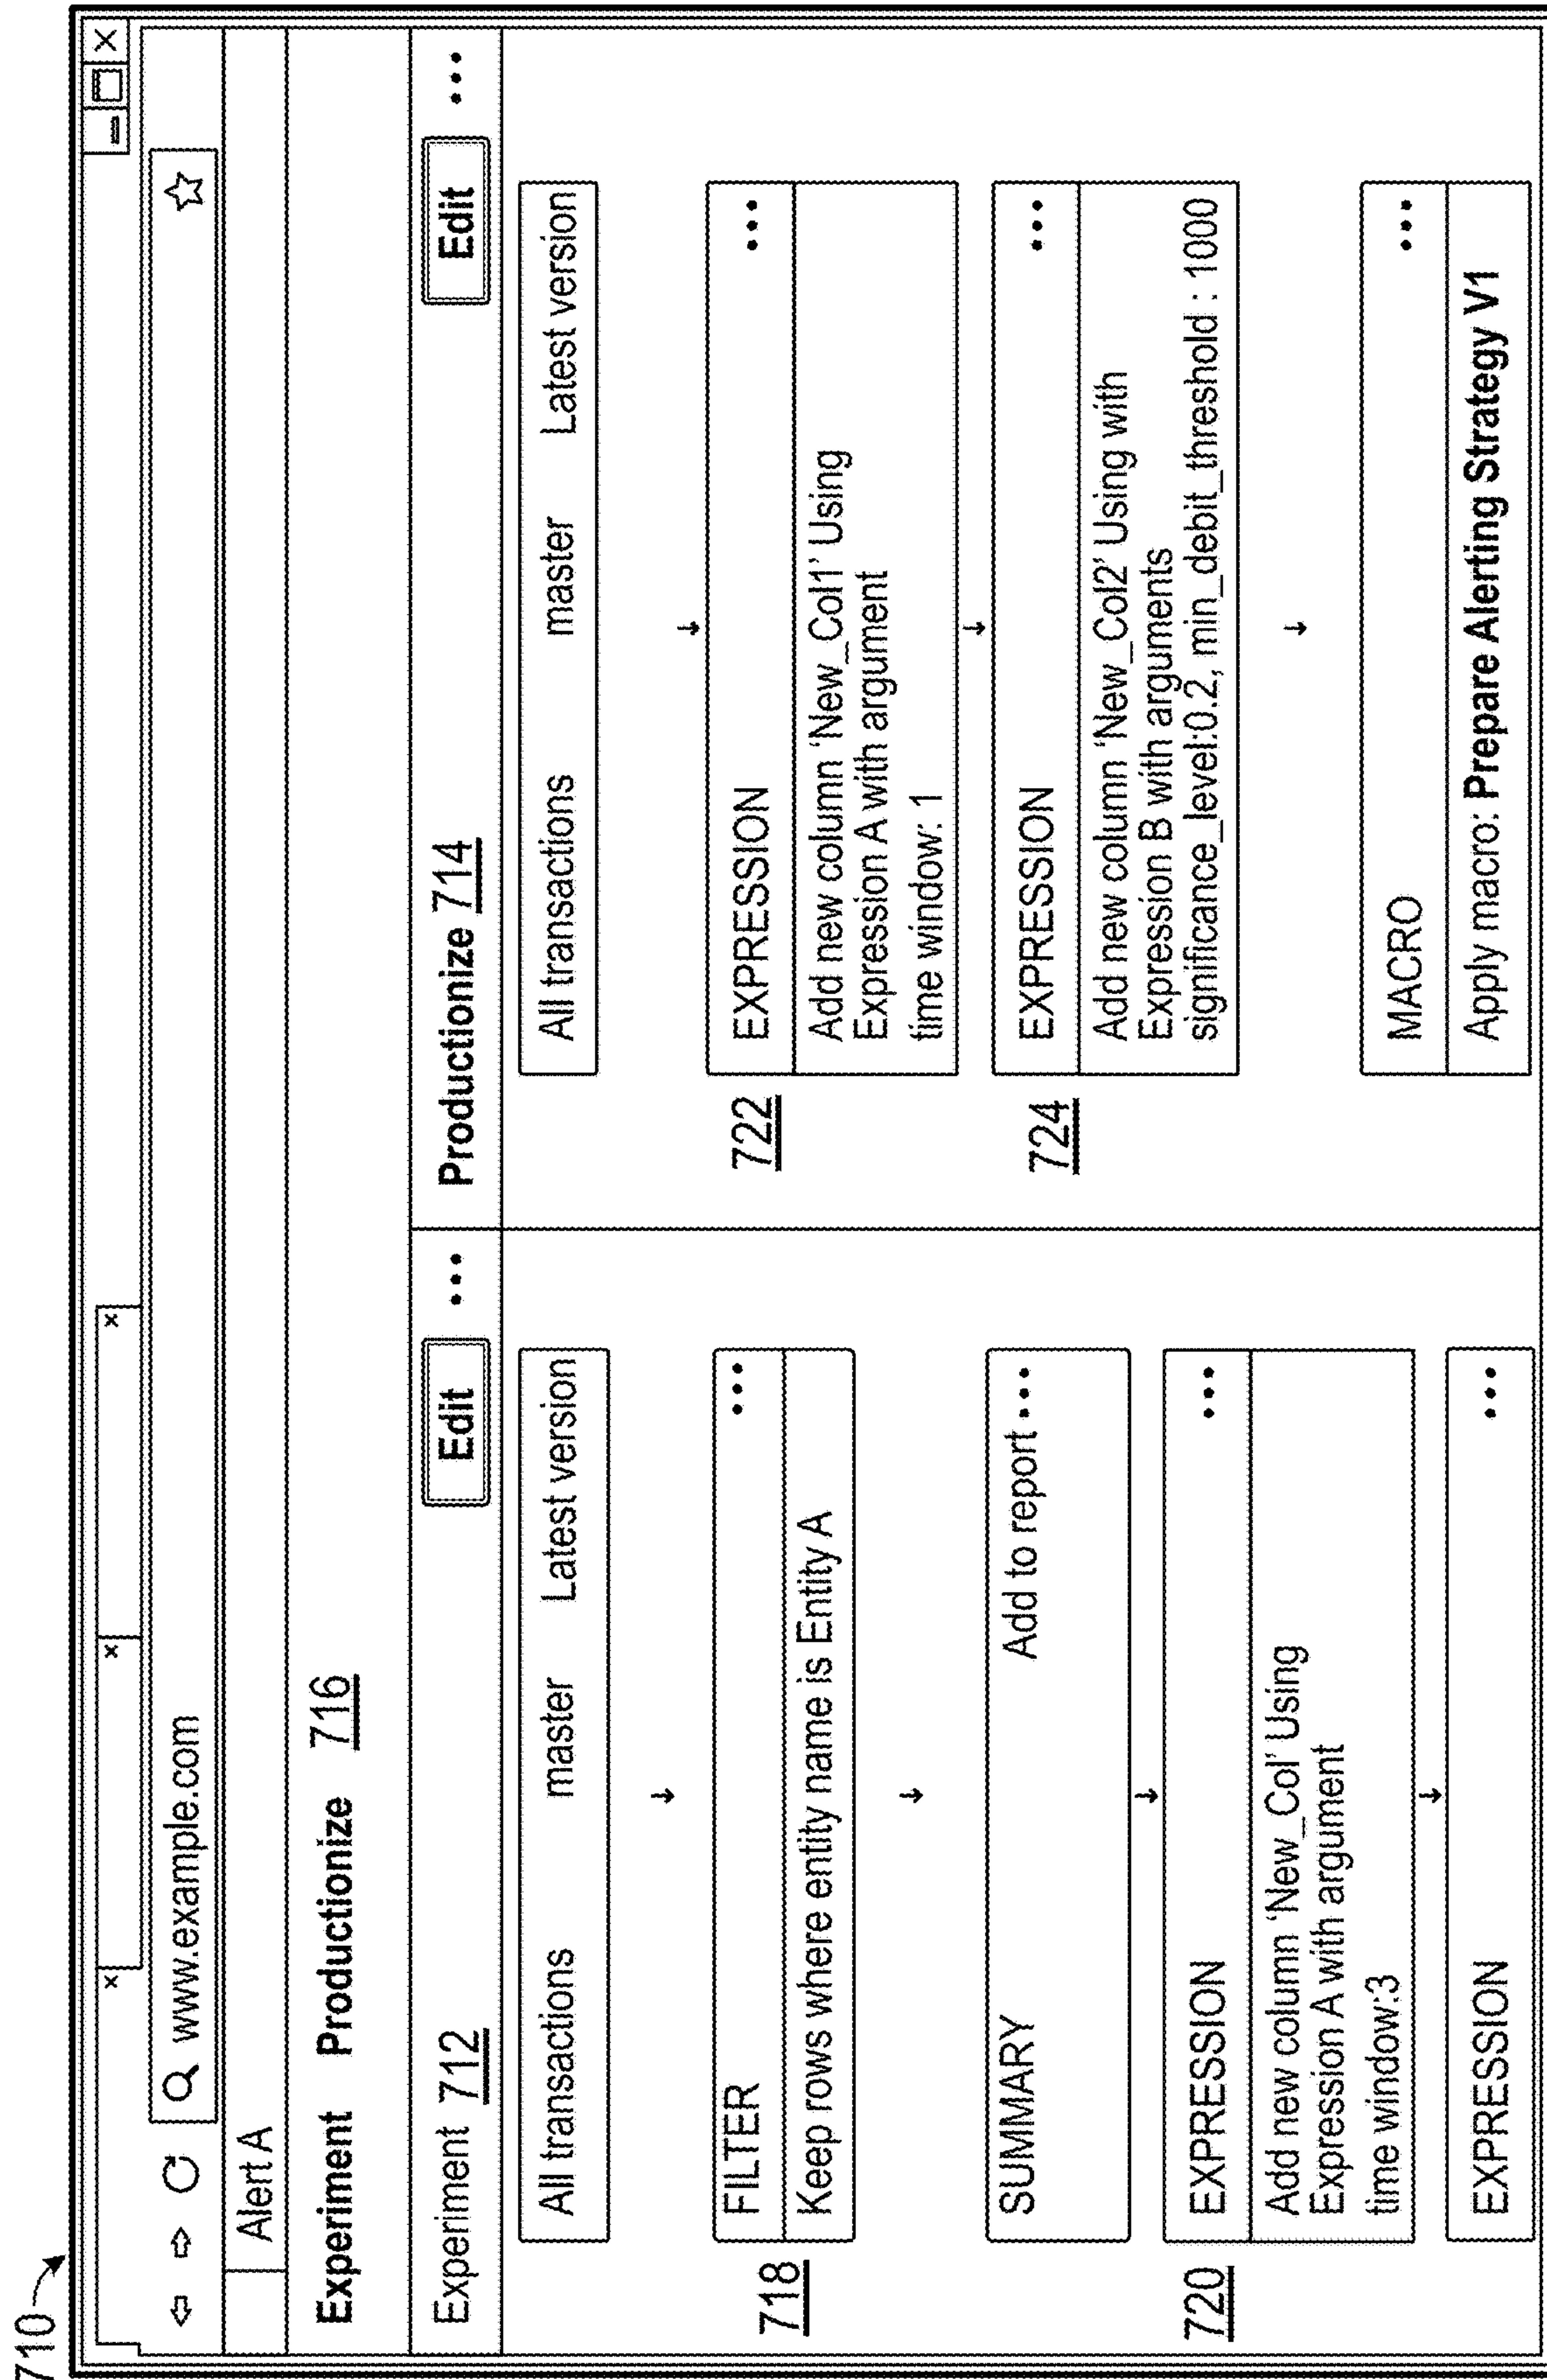 710
www.example.com
Alert A
Experiment Productionize 716
Experiment 712
Edit ...
All transactions master Latest version
718
FILTER ...
Keep rows where entity name is Entity A
SUMMARY Add to report ...
720
EXPRESSION ...
Add new column 'New_Col' Using
Expression A with argument
time window:3
EXPRESSION ...
Productionize 714
Edit ...
All transactions master Latest version
722
EXPRESSION ...
Add new column 'New_Col1' Using
Expression A with argument
time window: 1
724
EXPRESSION ...
Add new column 'New_Col2' Using with
Expression B with arguments
significance_level:0.2, min_debit_threshold : 1000
MACRO ...
Apply macro: Prepare Alerting Strategy V1